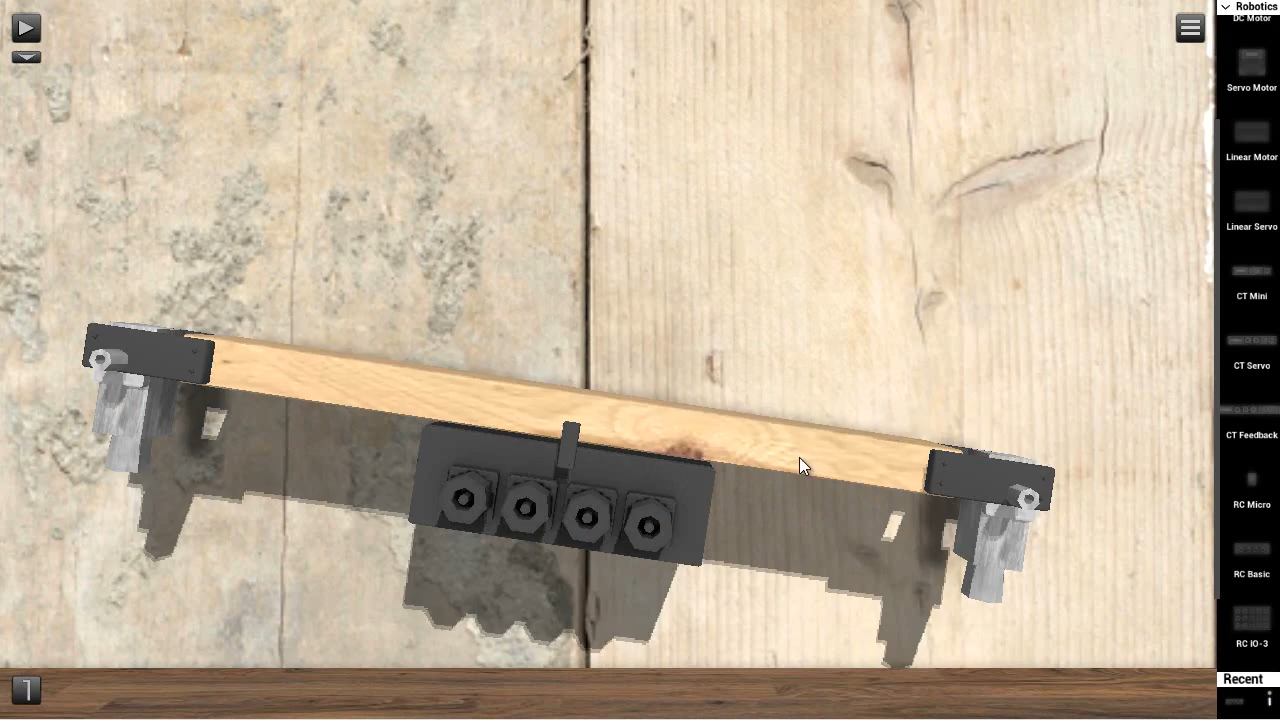 Robotics
DC Motor
Servo Motor
Linear Motor
Linear Servo
CT Mini
CT Servo
CT Feedback
RC Micro
RC Basic
RC IO-3
Recent
1